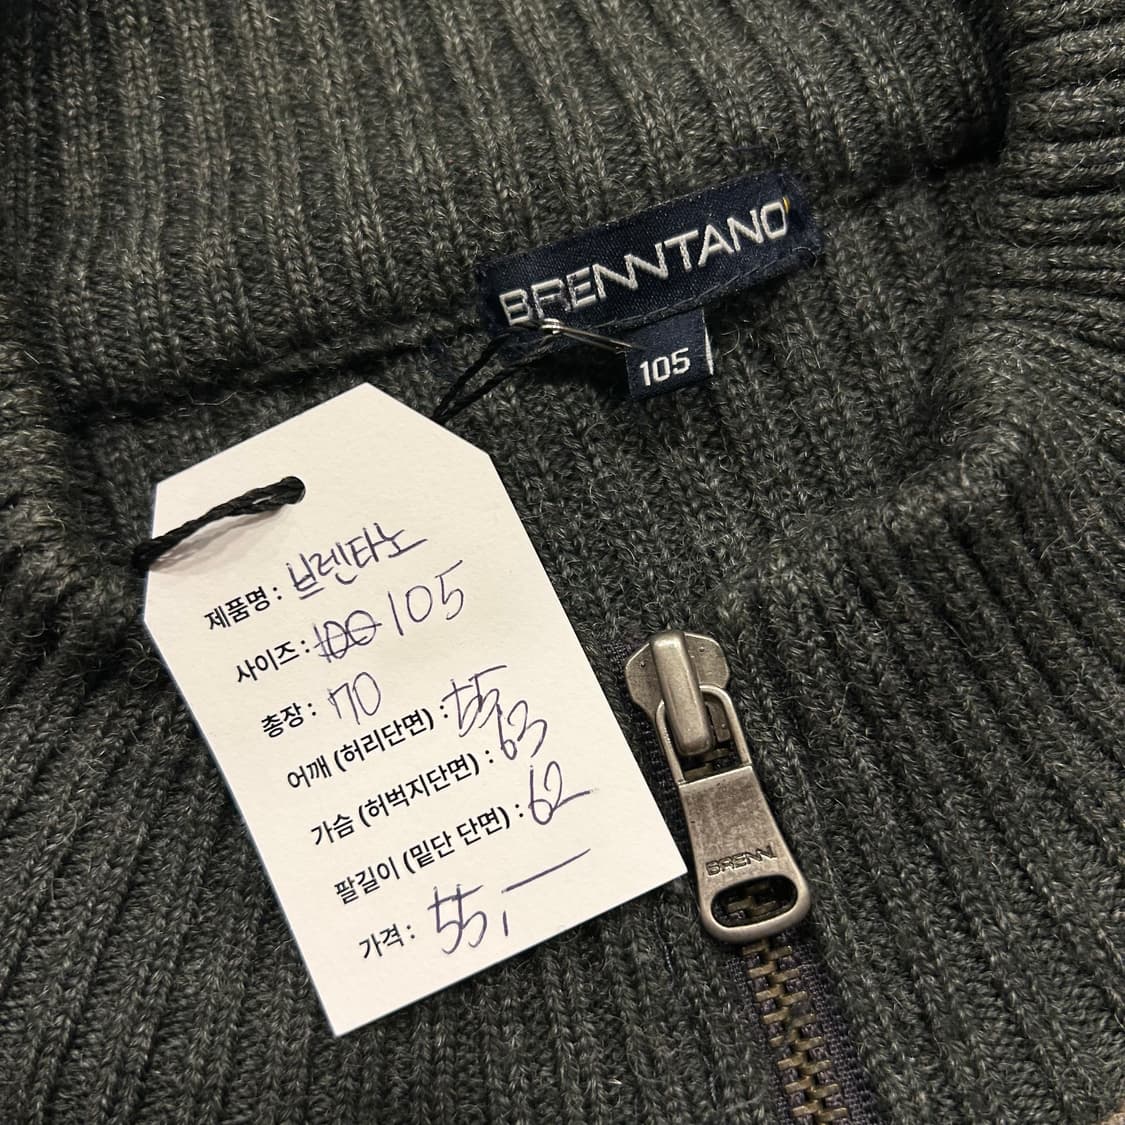 BRENNTANO
105
제품명 : 브렌타노
사이즈 : 100 105
총장 : 70
어깨 (허리단면) : 55
가슴 (허벅지단면) : 63
팔길이 (밑단 단면) : 62
가격 : 55,—
BRENN